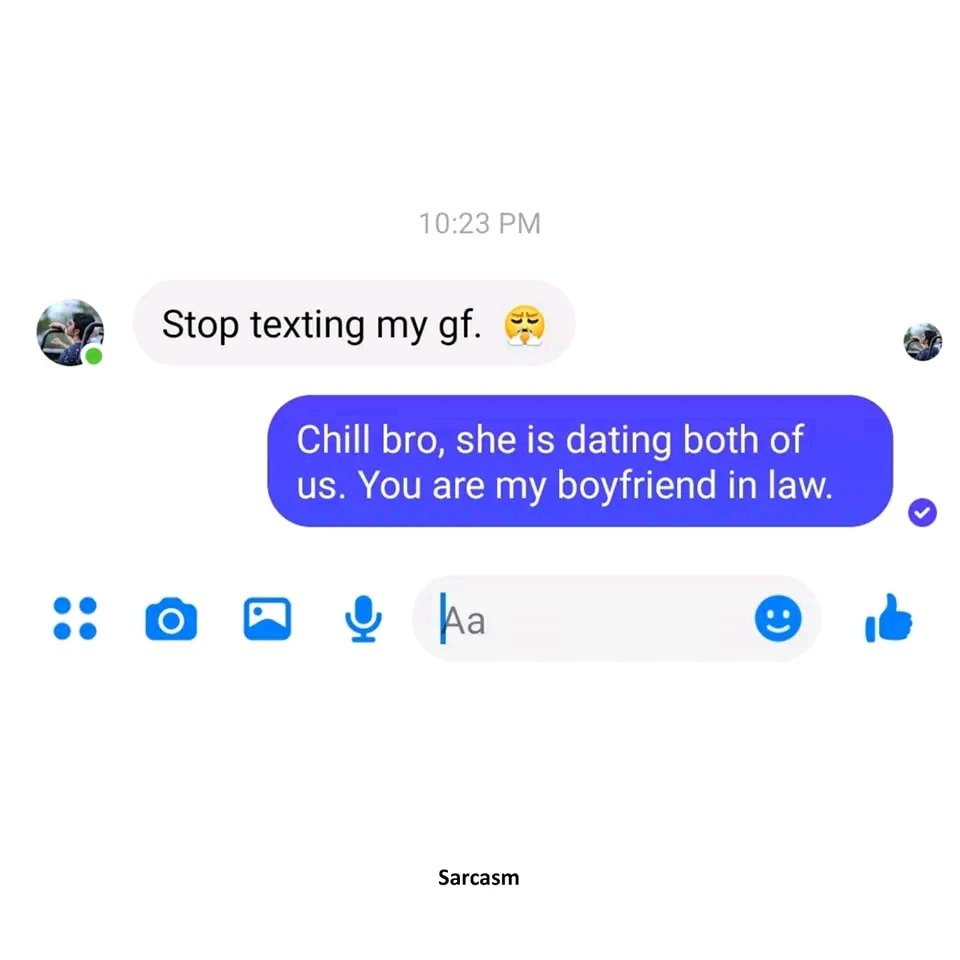 10:23 PM
Stop texting my gf. 😤
Chill bro, she is dating both of
us. You are my boyfriend in law.
Aa
Sarcasm